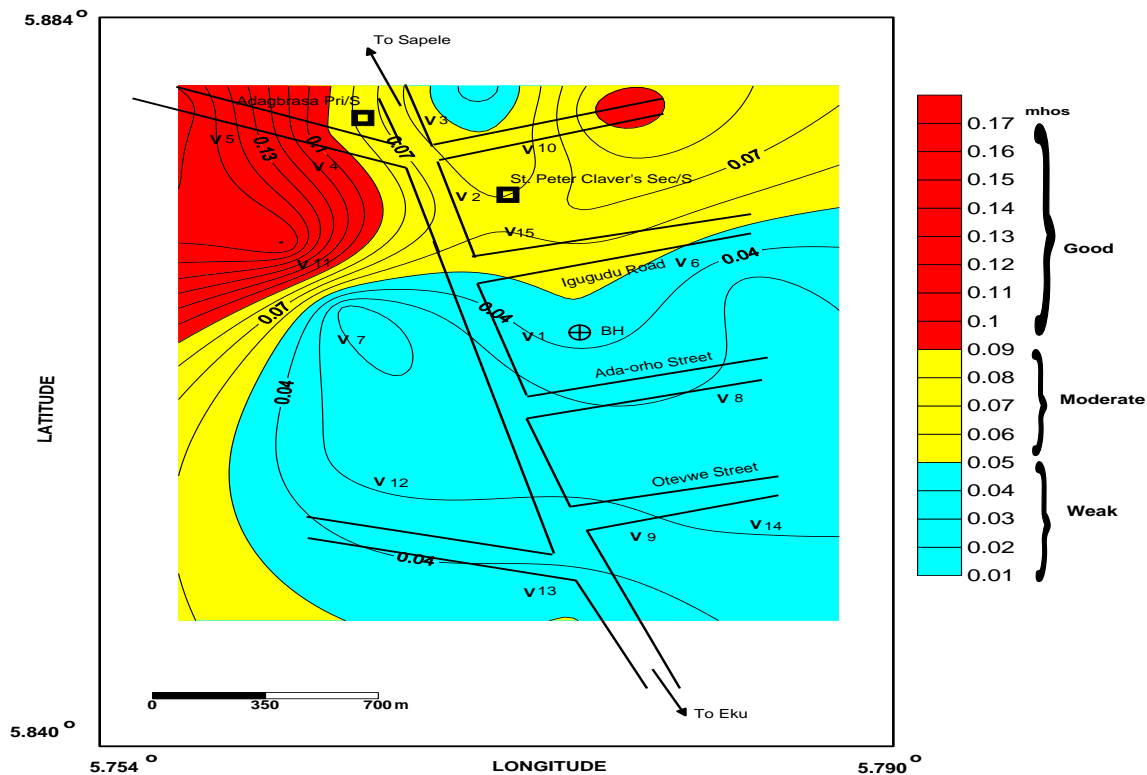 5.884 o
To Sapele
Adagbrasa Pri/S
V 3
mhos
0.17
0.16
0.15
0.14
0.13
0.12
0.11
0.1
0.09
0.08
0.07
0.06
0.05
0.04
0.03
0.02
0.01
Good
Moderate
Weak
V 5
0.13
0.1
V 4
0.07
V 10
0.07
St. Peter Claver's Sec/S
V 2
V 15
V 11
V 6
0.04
Igugudu Road
0.07
0.04
V 7
V 1
BH
Ada-orho Street
0.04
V 8
Otevwe Street
V 12
V 14
V 9
0.04
V 13
LATITUDE
0
350
700 m
To Eku
5.840 o
5.754 o
LONGITUDE
5.790 o